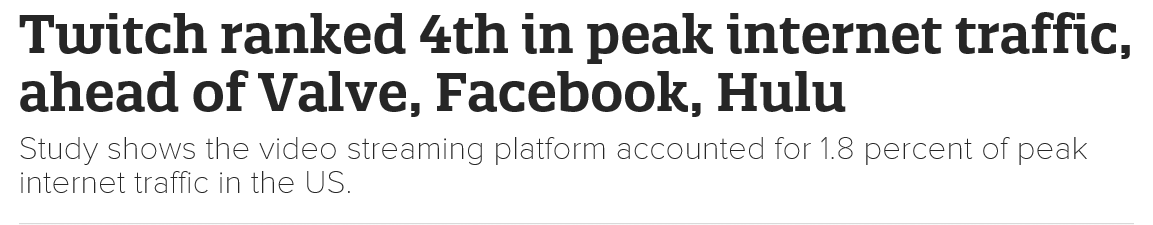 Twitch ranked 4th in peak internet traffic,
ahead of Valve, Facebook, Hulu
Study shows the video streaming platform accounted for 1.8 percent of peak
internet traffic in the US.